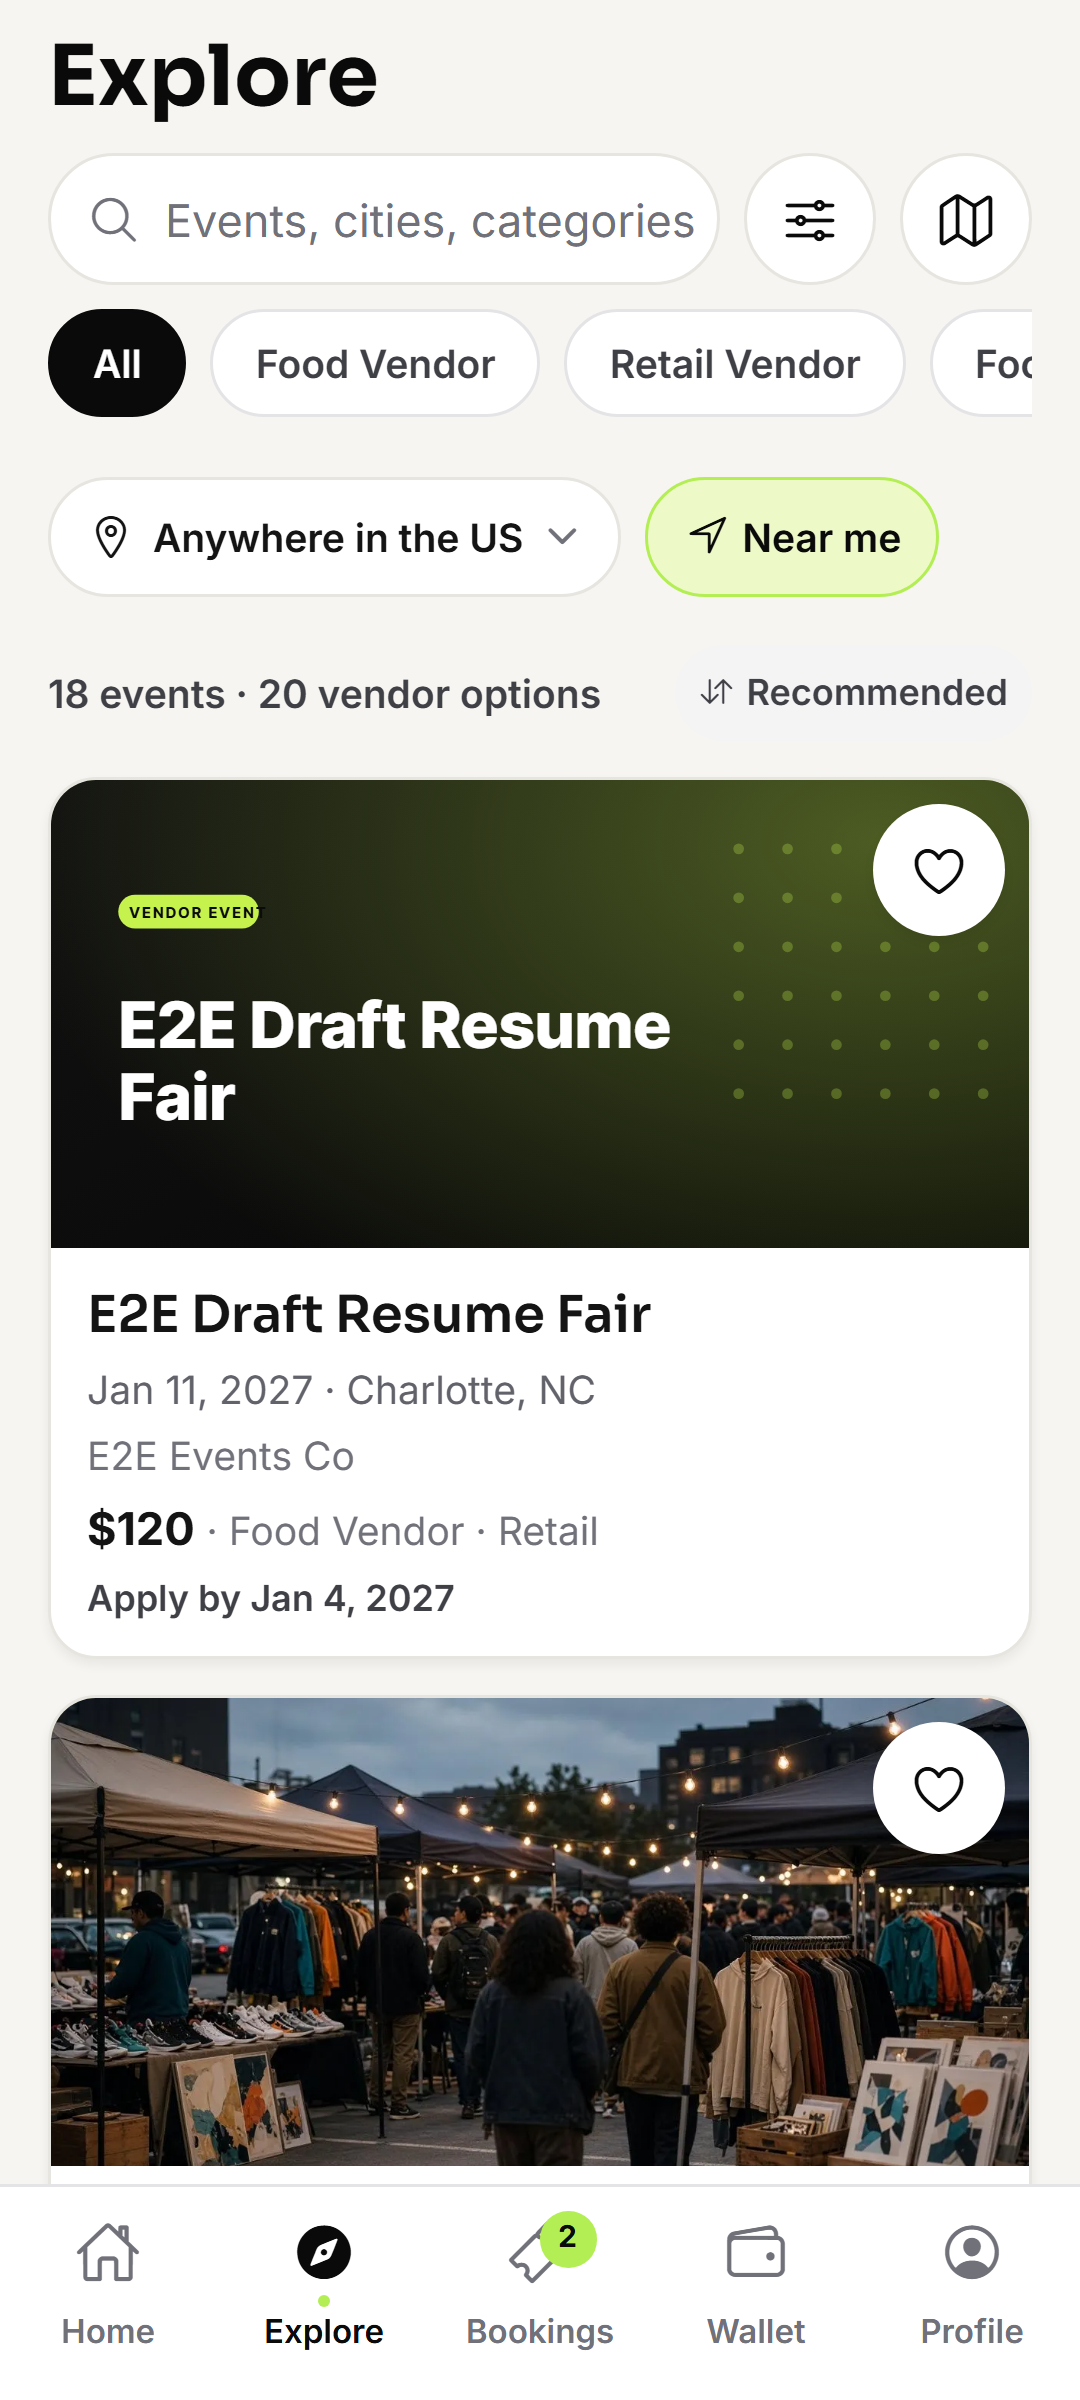 Explore
Events, cities, categories
All
Food Vendor
Retail Vendor
Anywhere in the US
Near me
18 events · 20 vendor options
Recommended
VENDOR EVENT
E2E Draft Resume
Fair
E2E Draft Resume Fair
Jan 11, 2027 · Charlotte, NC
E2E Events Co
$120 · Food Vendor · Retail
Apply by Jan 4, 2027
2
Home
Explore
Bookings
Wallet
Profile